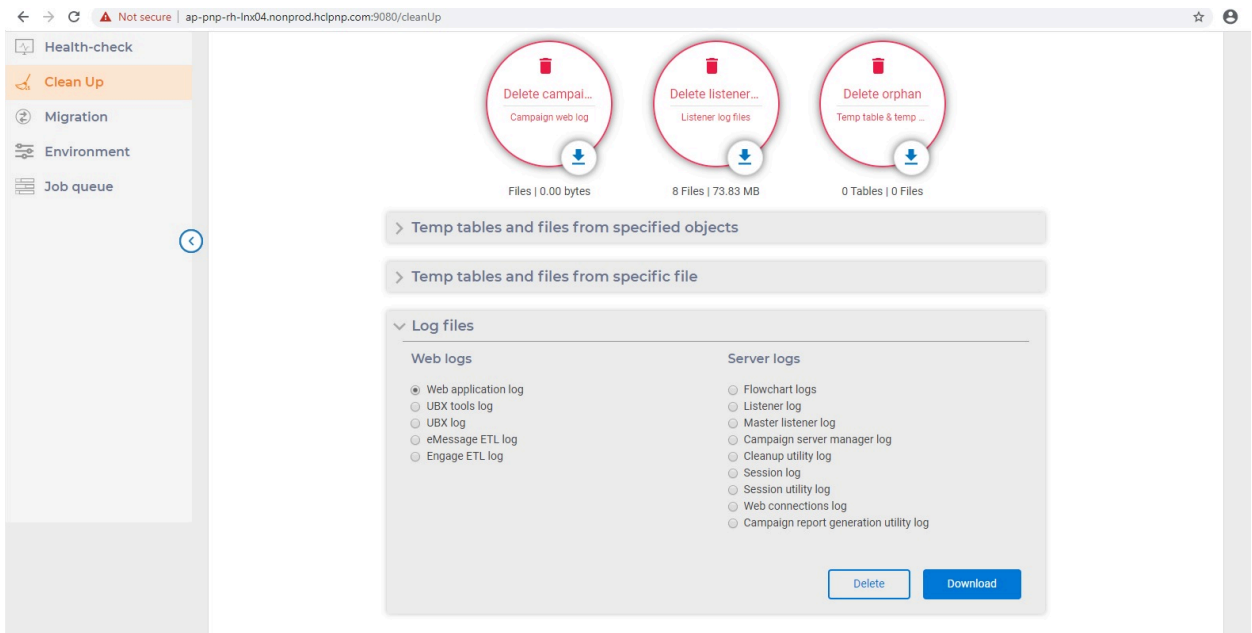 Not secure | ap-pnp-rh-lnx04.nonprod.hclpnp.com:9080/cleanUp
Health-check
Clean Up
Migration
Environment
Job queue
Delete campai...
Campaign web log
Files | 0.00 bytes
Delete listener...
Listener log files
8 Files | 73.83 MB
Delete orphan
Temp table & temp ...
0 Tables | 0 Files
Temp tables and files from specified objects
Temp tables and files from specific file
Log files
Web logs
Web application log
UBX tools log
UBX log
eMessage ETL log
Engage ETL log
Server logs
Flowchart logs
Listener log
Master listener log
Campaign server manager log
Cleanup utility log
Session log
Session utility log
Web connections log
Campaign report generation utility log
Delete
Download